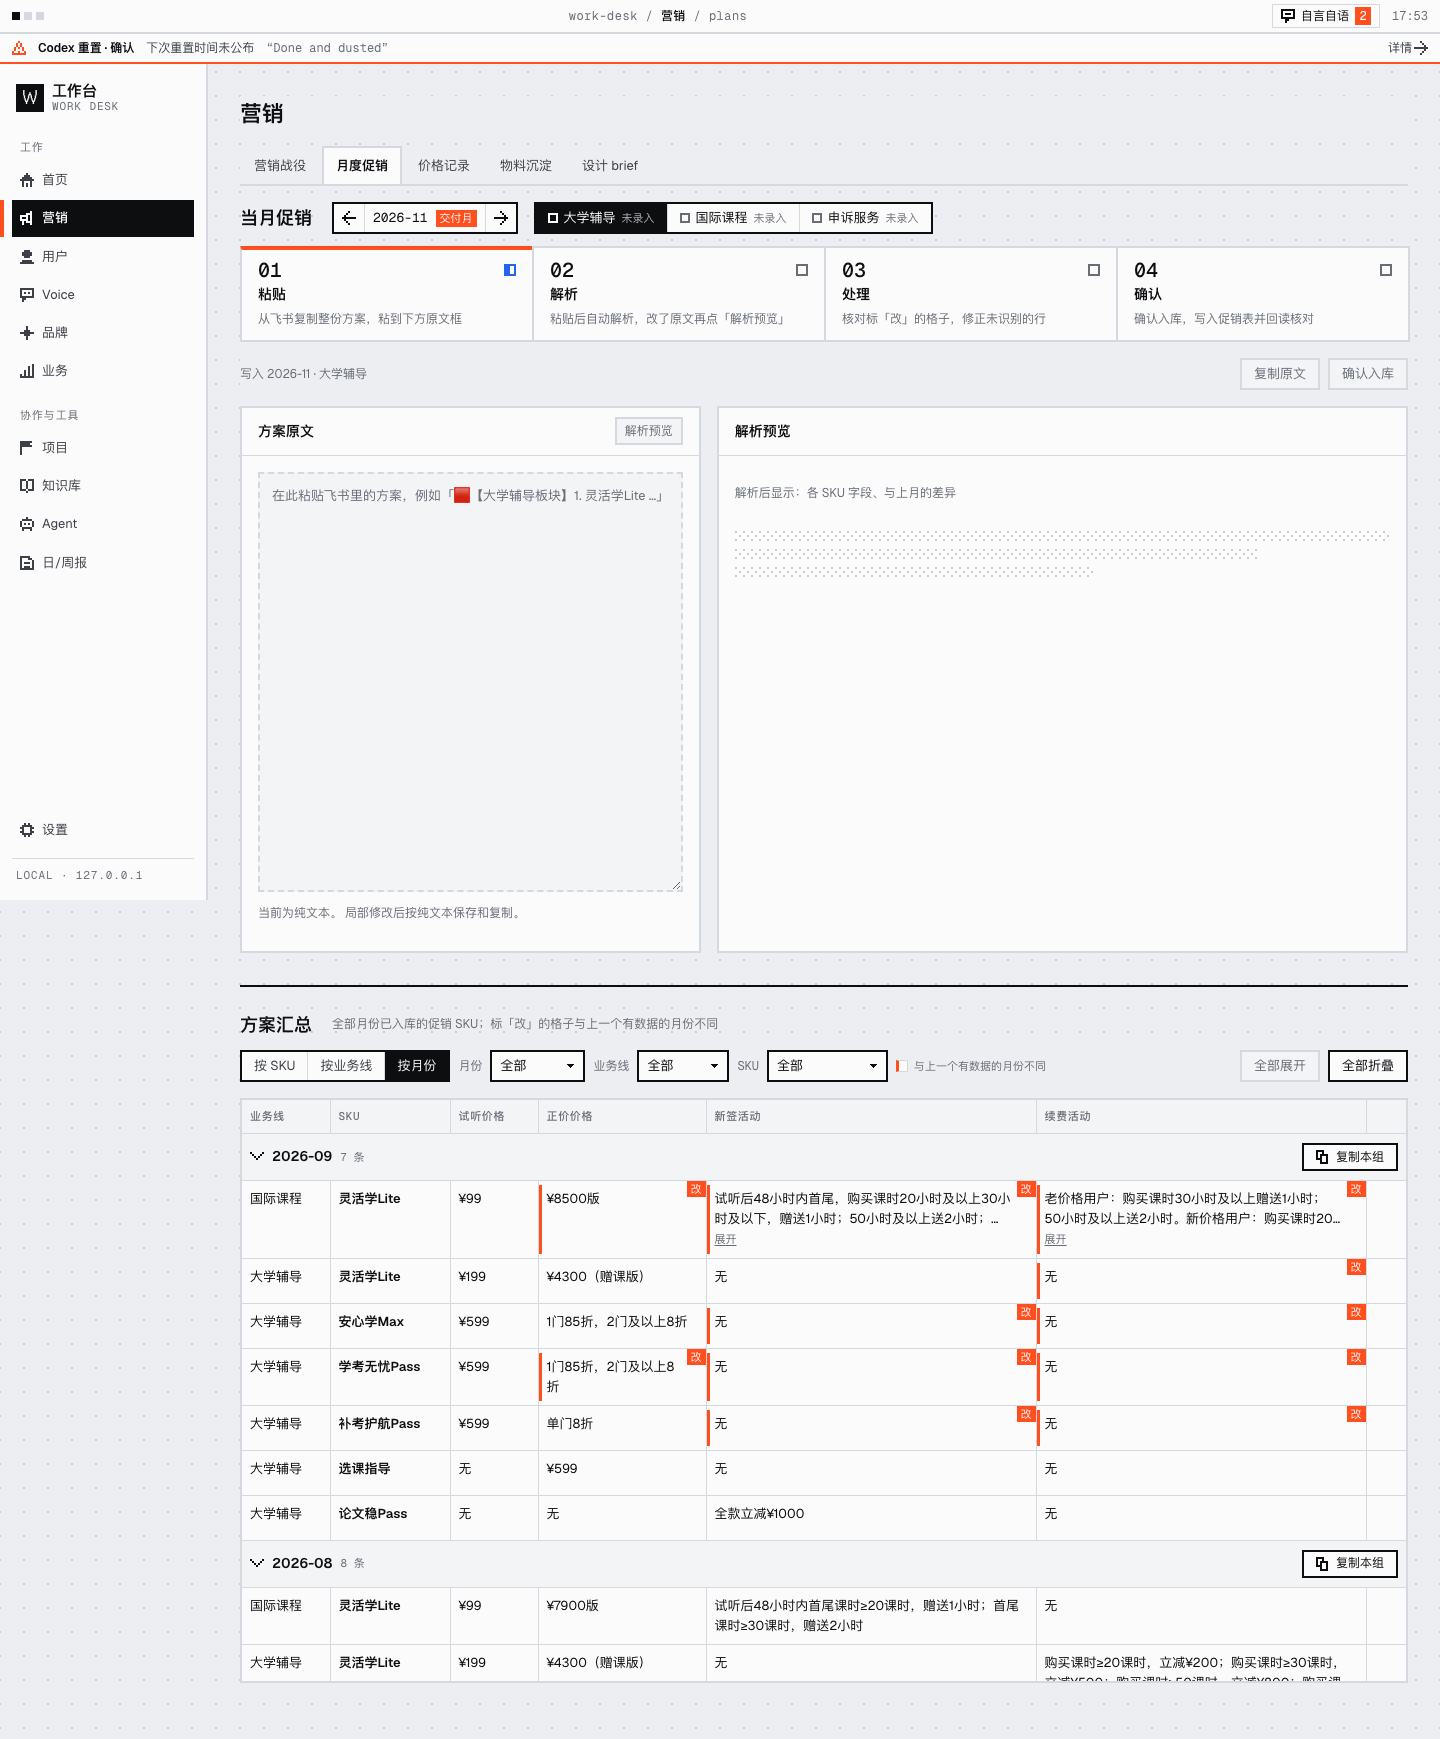 work-desk / 营销 / plans
自言自语 2
17:53
Codex 重置 · 确认 下次重置时间未公布 “Done and dusted”
详情
W 工作台
WORK DESK
工作
首页
营销
用户
Voice
品牌
业务
协作与工具
项目
知识库
Agent
日/周报
设置
LOCAL · 127.0.0.1
营销
营销战役 月度促销 价格记录 物料沉淀 设计 brief
当月促销 2026-11 交付月 大学辅导 未录入 国际课程 未录入 申诉服务 未录入
01
粘贴
从飞书复制整份方案，粘到下方原文框
02
解析
粘贴后自动解析，改了原文再点「解析预览」
03
处理
核对标「改」的格子，修正未识别的行
04
确认
确认入库，写入促销表并回读核对
写入 2026-11 · 大学辅导
复制原文 确认入库
方案原文 解析预览
在此粘贴飞书里的方案，例如「🟥【大学辅导板块】1. 灵活学Lite ...」
当前为纯文本。 局部修改后按纯文本保存和复制。
解析预览
解析后显示：各 SKU 字段、与上月的差异
方案汇总 全部月份已入库的促销 SKU；标「改」的格子与上一个有数据的月份不同
按 SKU 按业务线 按月份 月份 全部 业务线 全部 SKU 全部 与上一个有数据的月份不同 全部展开 全部折叠
业务线 SKU 试听价格 正价价格 新签活动 续费活动
2026-09 7 条 复制本组
国际课程 灵活学Lite ¥99 ¥8500版 改
试听后48小时内首尾，购买课时20小时及以上30小 改
时及以下，赠送1小时；50小时及以上送2小时；...
展开
老价格用户：购买课时30小时及以上赠送1小时； 改
50小时及以上送2小时。新价格用户：购买课时20...
展开
大学辅导 灵活学Lite ¥199 ¥4300（赠课版） 无 无 改
大学辅导 安心学Max ¥599 1门85折，2门及以上8折 无 改 无 改
大学辅导 学考无忧Pass ¥599 1门85折，2门及以上8 改 无 改 无 改
折
大学辅导 补考护航Pass ¥599 单门8折 无 改 无 改
大学辅导 选课指导 无 ¥599 无 无
大学辅导 论文稳Pass 无 无 全款立减¥1000 无
2026-08 8 条 复制本组
国际课程 灵活学Lite ¥99 ¥7900版 试听后48小时内首尾课时≥20课时，赠送1小时；首尾 无
课时≥30课时，赠送2小时
大学辅导 灵活学Lite ¥199 ¥4300（赠课版） 无 购买课时≥20课时，立减¥200；购买课时≥30课时，